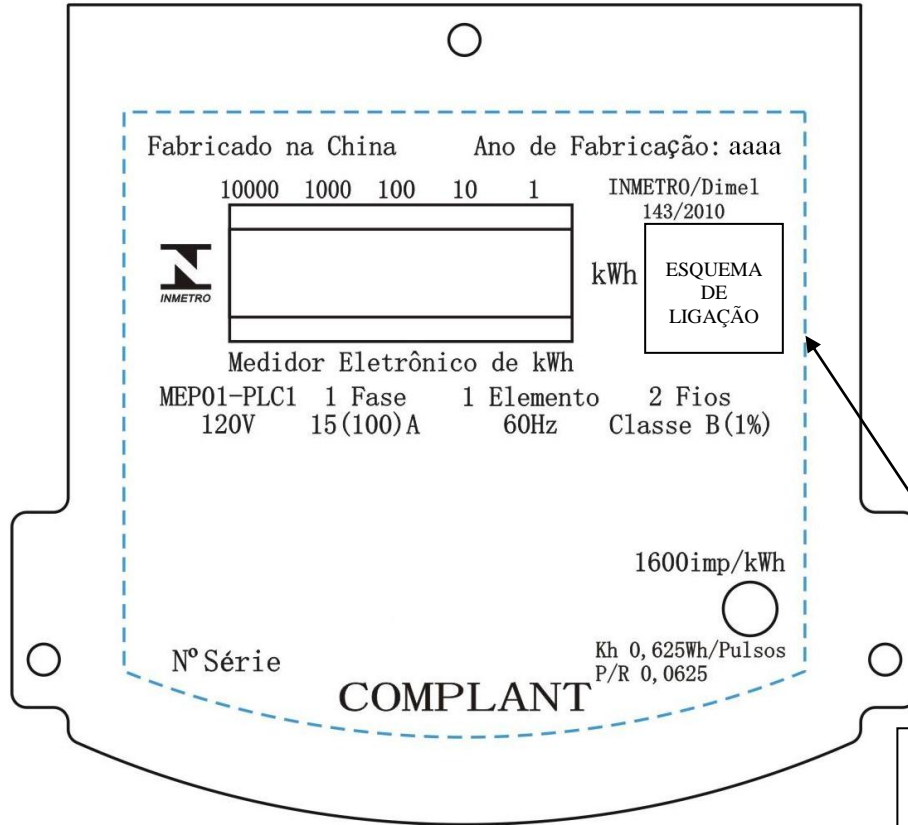 Fabricado na China Ano de Fabricação: aaaa
10000 1000 100 10 1 INMETRO/Dimel
143/2010
INMETRO
kWh
ESQUEMA
DE
LIGAÇÃO
Medidor Eletrônico de kWh
MEP01-PLC1 1 Fase 1 Elemento 2 Fios
120V 15(100)A 60Hz Classe B(1%)
1600imp/kWh
Kh 0,625Wh/Pulsos
P/R 0,0625
Nº Série
COMPLANT